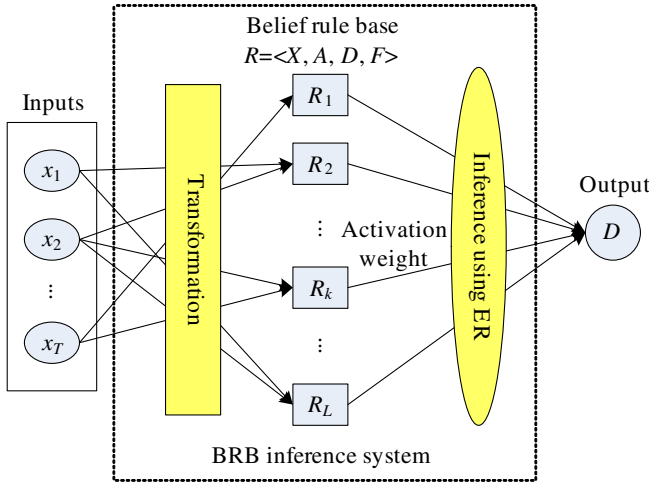 Belief rule base
R=<X, A, D, F>
Inputs
x1
x2
⋮
xT
Transformation
R1
R2
⋮
Activation
weight
Rk
⋮
RL
Inference using ER
Output
D
BRB inference system